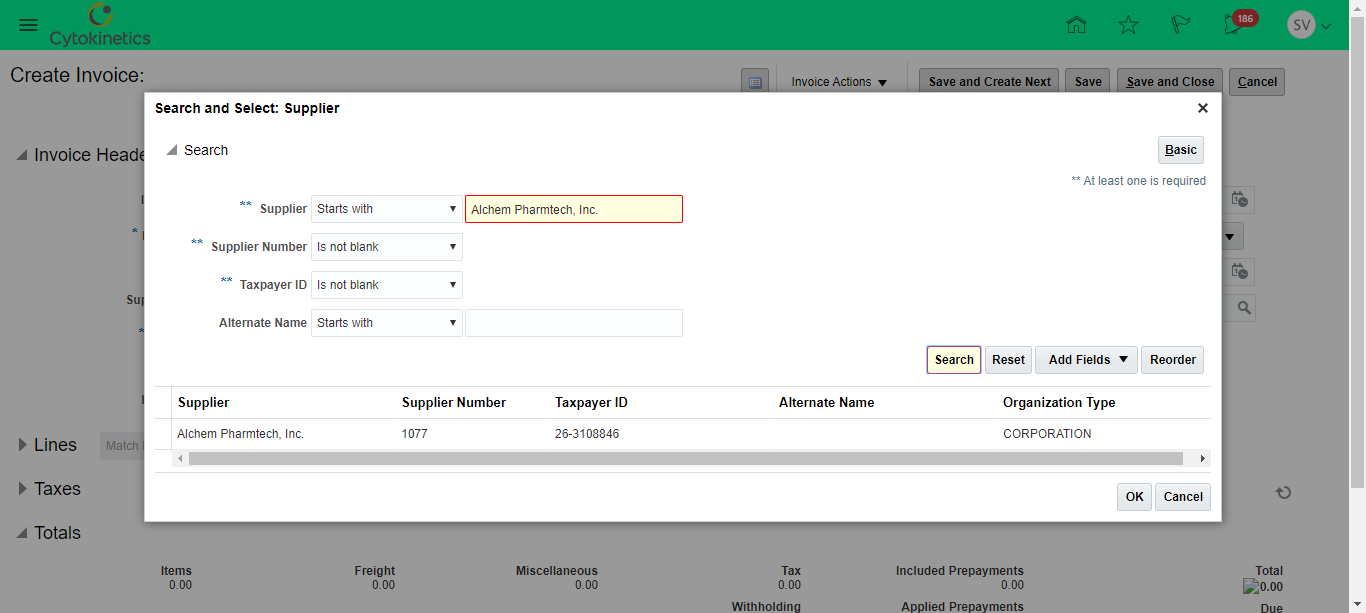 Cytokinetics
186
SV
Create Invoice:
Invoice Actions
Save and Create Next
Save
Save and Close
Cancel
Search and Select: Supplier
Search
Basic
** At least one is required
Invoice Heade
** Supplier Starts with Alchem Pharmtech, Inc.
*
** Supplier Number Is not blank
** Taxpayer ID Is not blank
Sup
** Alternate Name Starts with
Search Reset Add Fields Reorder
Supplier Supplier Number Taxpayer ID Alternate Name Organization Type
Alchem Pharmtech, Inc. 1077 26-3108846 CORPORATION
Lines
Match
OK Cancel
Taxes
Totals
Items Freight Miscellaneous Tax Included Prepayments Total
0.00 0.00 0.00 0.00 0.00 0.00
Withholding Applied Prepayments Due